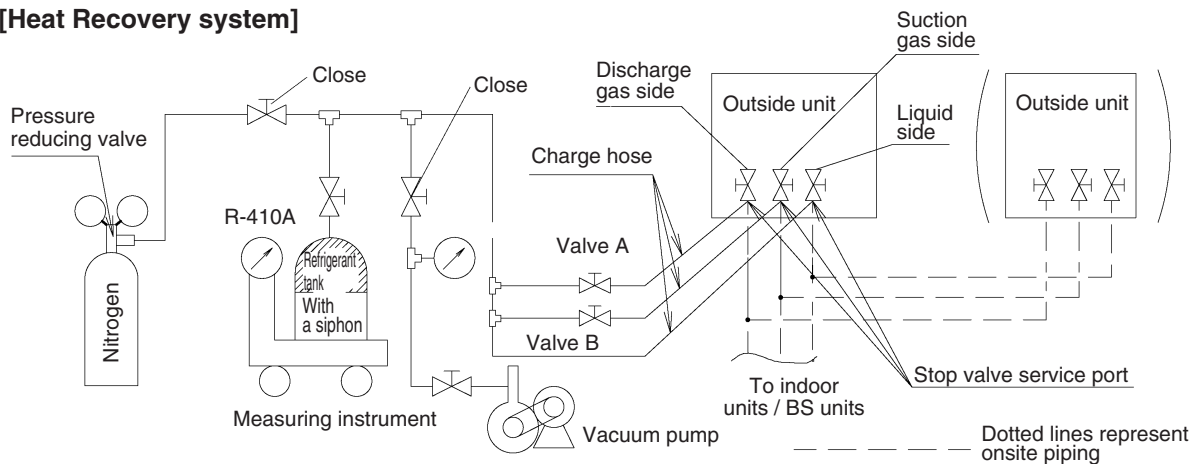 [Heat Recovery system]
Close
Pressure
reducing valve
Close
Discharge
gas side
Suction
gas side
Liquid
side
Outside unit
Outside unit
Charge hose
R-410A
Nitrogen
Refrigerant
tank
With
a siphon
Valve A
Valve B
Measuring instrument
Vacuum pump
To indoor
units / BS units
Stop valve service port
Dotted lines represent
onsite piping